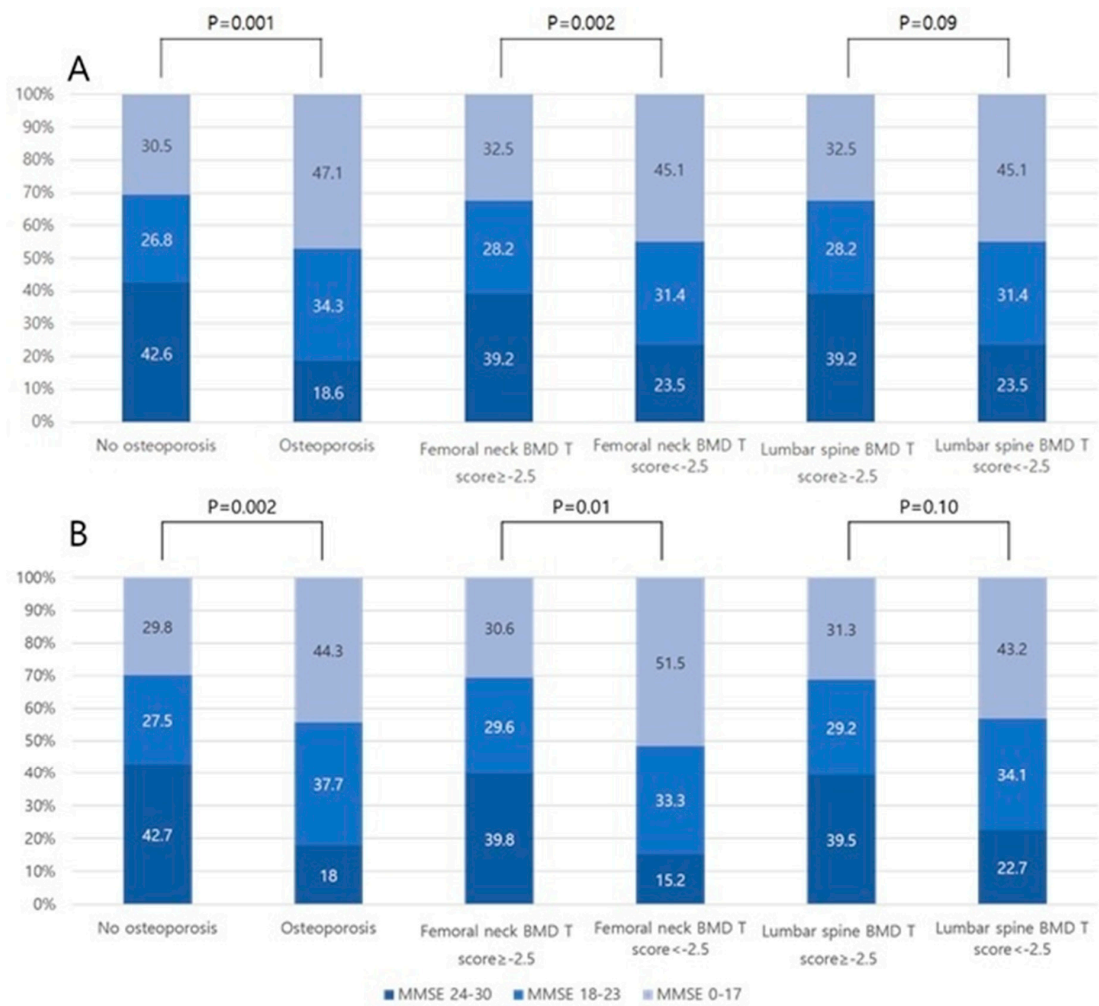 P=0.001 P=0.002 P=0.09
A
100%
90%
80%
70%
60%
50%
40%
30%
20%
10%
0%
30.5 47.1 32.5 45.1 32.5 45.1
26.8 34.3 28.2 31.4 28.2 31.4
42.6 18.6 39.2 23.5 39.2 23.5
No osteoporosis Osteoporosis Femoral neck BMD T Femoral neck BMD T Lumbar spine BMD T Lumbar spine BMD T
score≥-2.5 score<-2.5 score≥-2.5 score<-2.5
P=0.002 P=0.01 P=0.10
B
100%
90%
80%
70%
60%
50%
40%
30%
20%
10%
0%
29.8 44.3 30.6 51.5 31.3 43.2
27.5 37.7 29.6 33.3 29.2 34.1
42.7 18 39.8 15.2 39.5 22.7
No osteoporosis Osteoporosis Femoral neck BMD T Femoral neck BMD T Lumbar spine BMD T Lumbar spine BMD T
score≥-2.5 score<-2.5 score≥-2.5 score<-2.5
MMSE 24-30 MMSE 18-23 MMSE 0-17